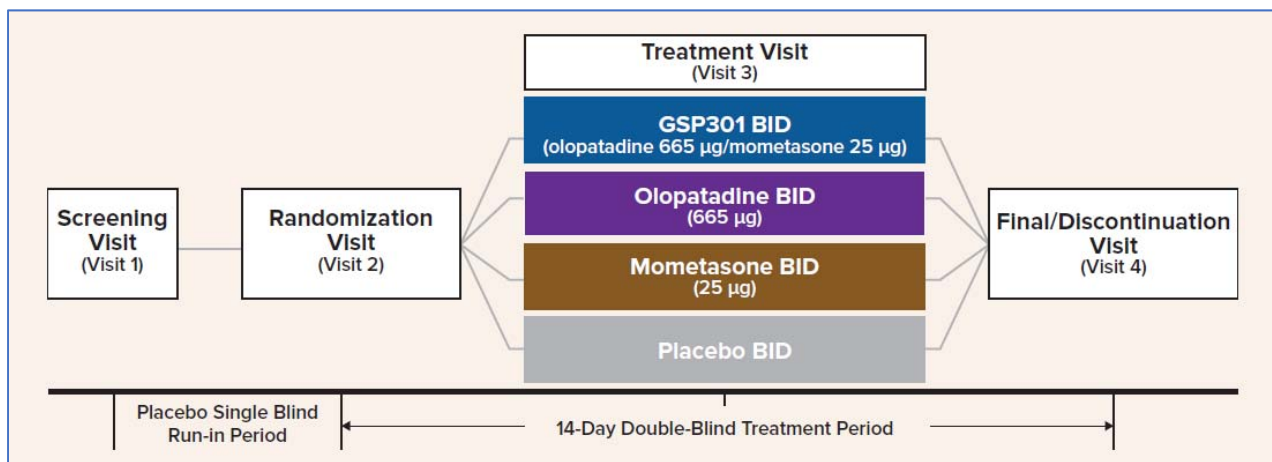 Treatment Visit
(Visit 3)
GSP301 BID
(olopatadine 665 µg/mometasone 25 µg)
Screening
Visit
(Visit 1)
Randomization
Visit
(Visit 2)
Olopatadine BID
(665 µg)
Mometasone BID
(25 µg)
Placebo BID
Final/Discontinuation
Visit
(Visit 4)
Placebo Single Blind
Run-in Period
14-Day Double-Blind Treatment Period